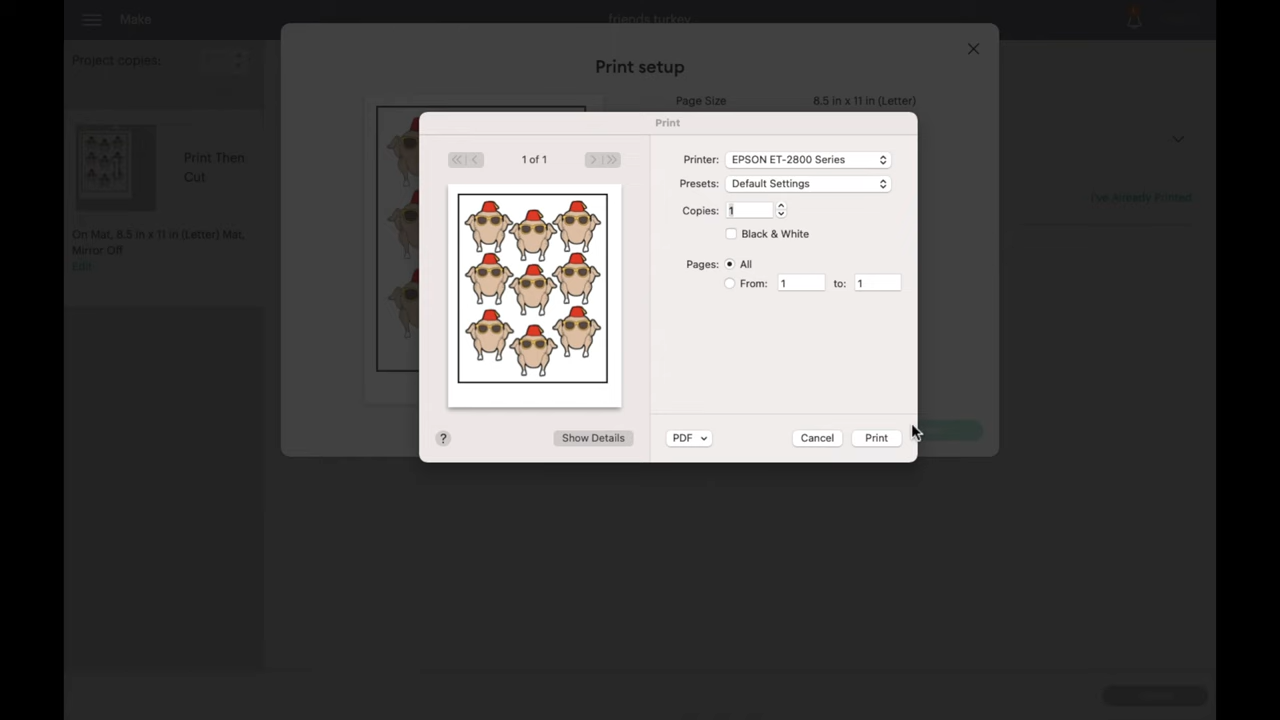 Make
friends turkey
Project copies:
Print setup
Page Size 8.5 in x 11 in (Letter)
Print Then
Cut
On Mat, 8.5 in x 11 in (Letter) Mat,
Mirror Off
Edit
I've Already Printed
Print
1 of 1
Printer: EPSON ET-2800 Series
Presets: Default Settings
Copies: 1
Black & White
Pages: All
From: 1 to: 1
? Show Details PDF Cancel Print